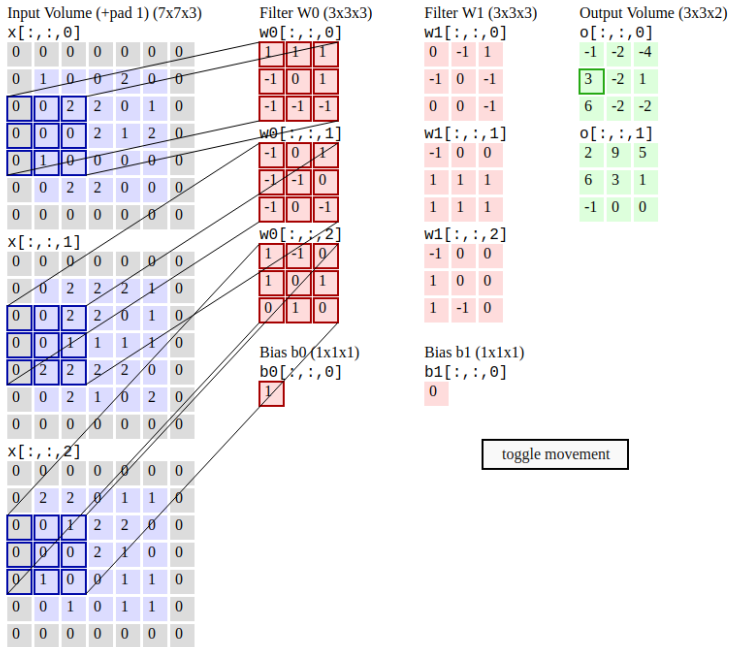 Input Volume (+pad 1) (7x7x3)
x[:,:,0]
0 0 0 0 0 0 0
0 1 0 0 2 0 0
0 0 2 2 0 1 0
0 0 0 2 1 2 0
0 1 0 0 0 0 0
0 0 2 2 0 0 0
0 0 0 0 0 0 0
x[:,:,1]
0 0 0 0 0 0 0
0 0 2 2 2 1 0
0 0 2 2 0 1 0
0 0 1 1 1 1 0
0 2 2 2 2 0 0
0 0 2 1 0 2 0
0 0 0 0 0 0 0
x[:,:,2]
0 0 0 0 0 0 0
0 2 2 0 1 1 0
0 0 1 2 2 0 0
0 0 0 2 1 0 0
0 1 0 0 1 1 0
0 0 1 0 1 1 0
0 0 0 0 0 0 0
Filter W0 (3x3x3)
w0[:,:,0]
1 1 1
-1 0 1
-1 -1 -1
w0[:,:,1]
-1 0 1
-1 -1 0
-1 0 -1
w0[:,:,2]
1 -1 0
1 0 1
0 1 0
Bias b0 (1x1x1)
b0[:,:,0]
1
Filter W1 (3x3x3)
w1[:,:,0]
0 -1 1
-1 0 -1
0 0 -1
w1[:,:,1]
-1 0 0
1 1 1
1 1 1
w1[:,:,2]
-1 0 0
1 0 0
1 -1 0
Bias b1 (1x1x1)
b1[:,:,0]
0
Output Volume (3x3x2)
o[:,:,0]
-1 -2 -4
3 -2 1
6 -2 -2
o[:,:,1]
2 9 5
6 3 1
-1 0 0
toggle movement